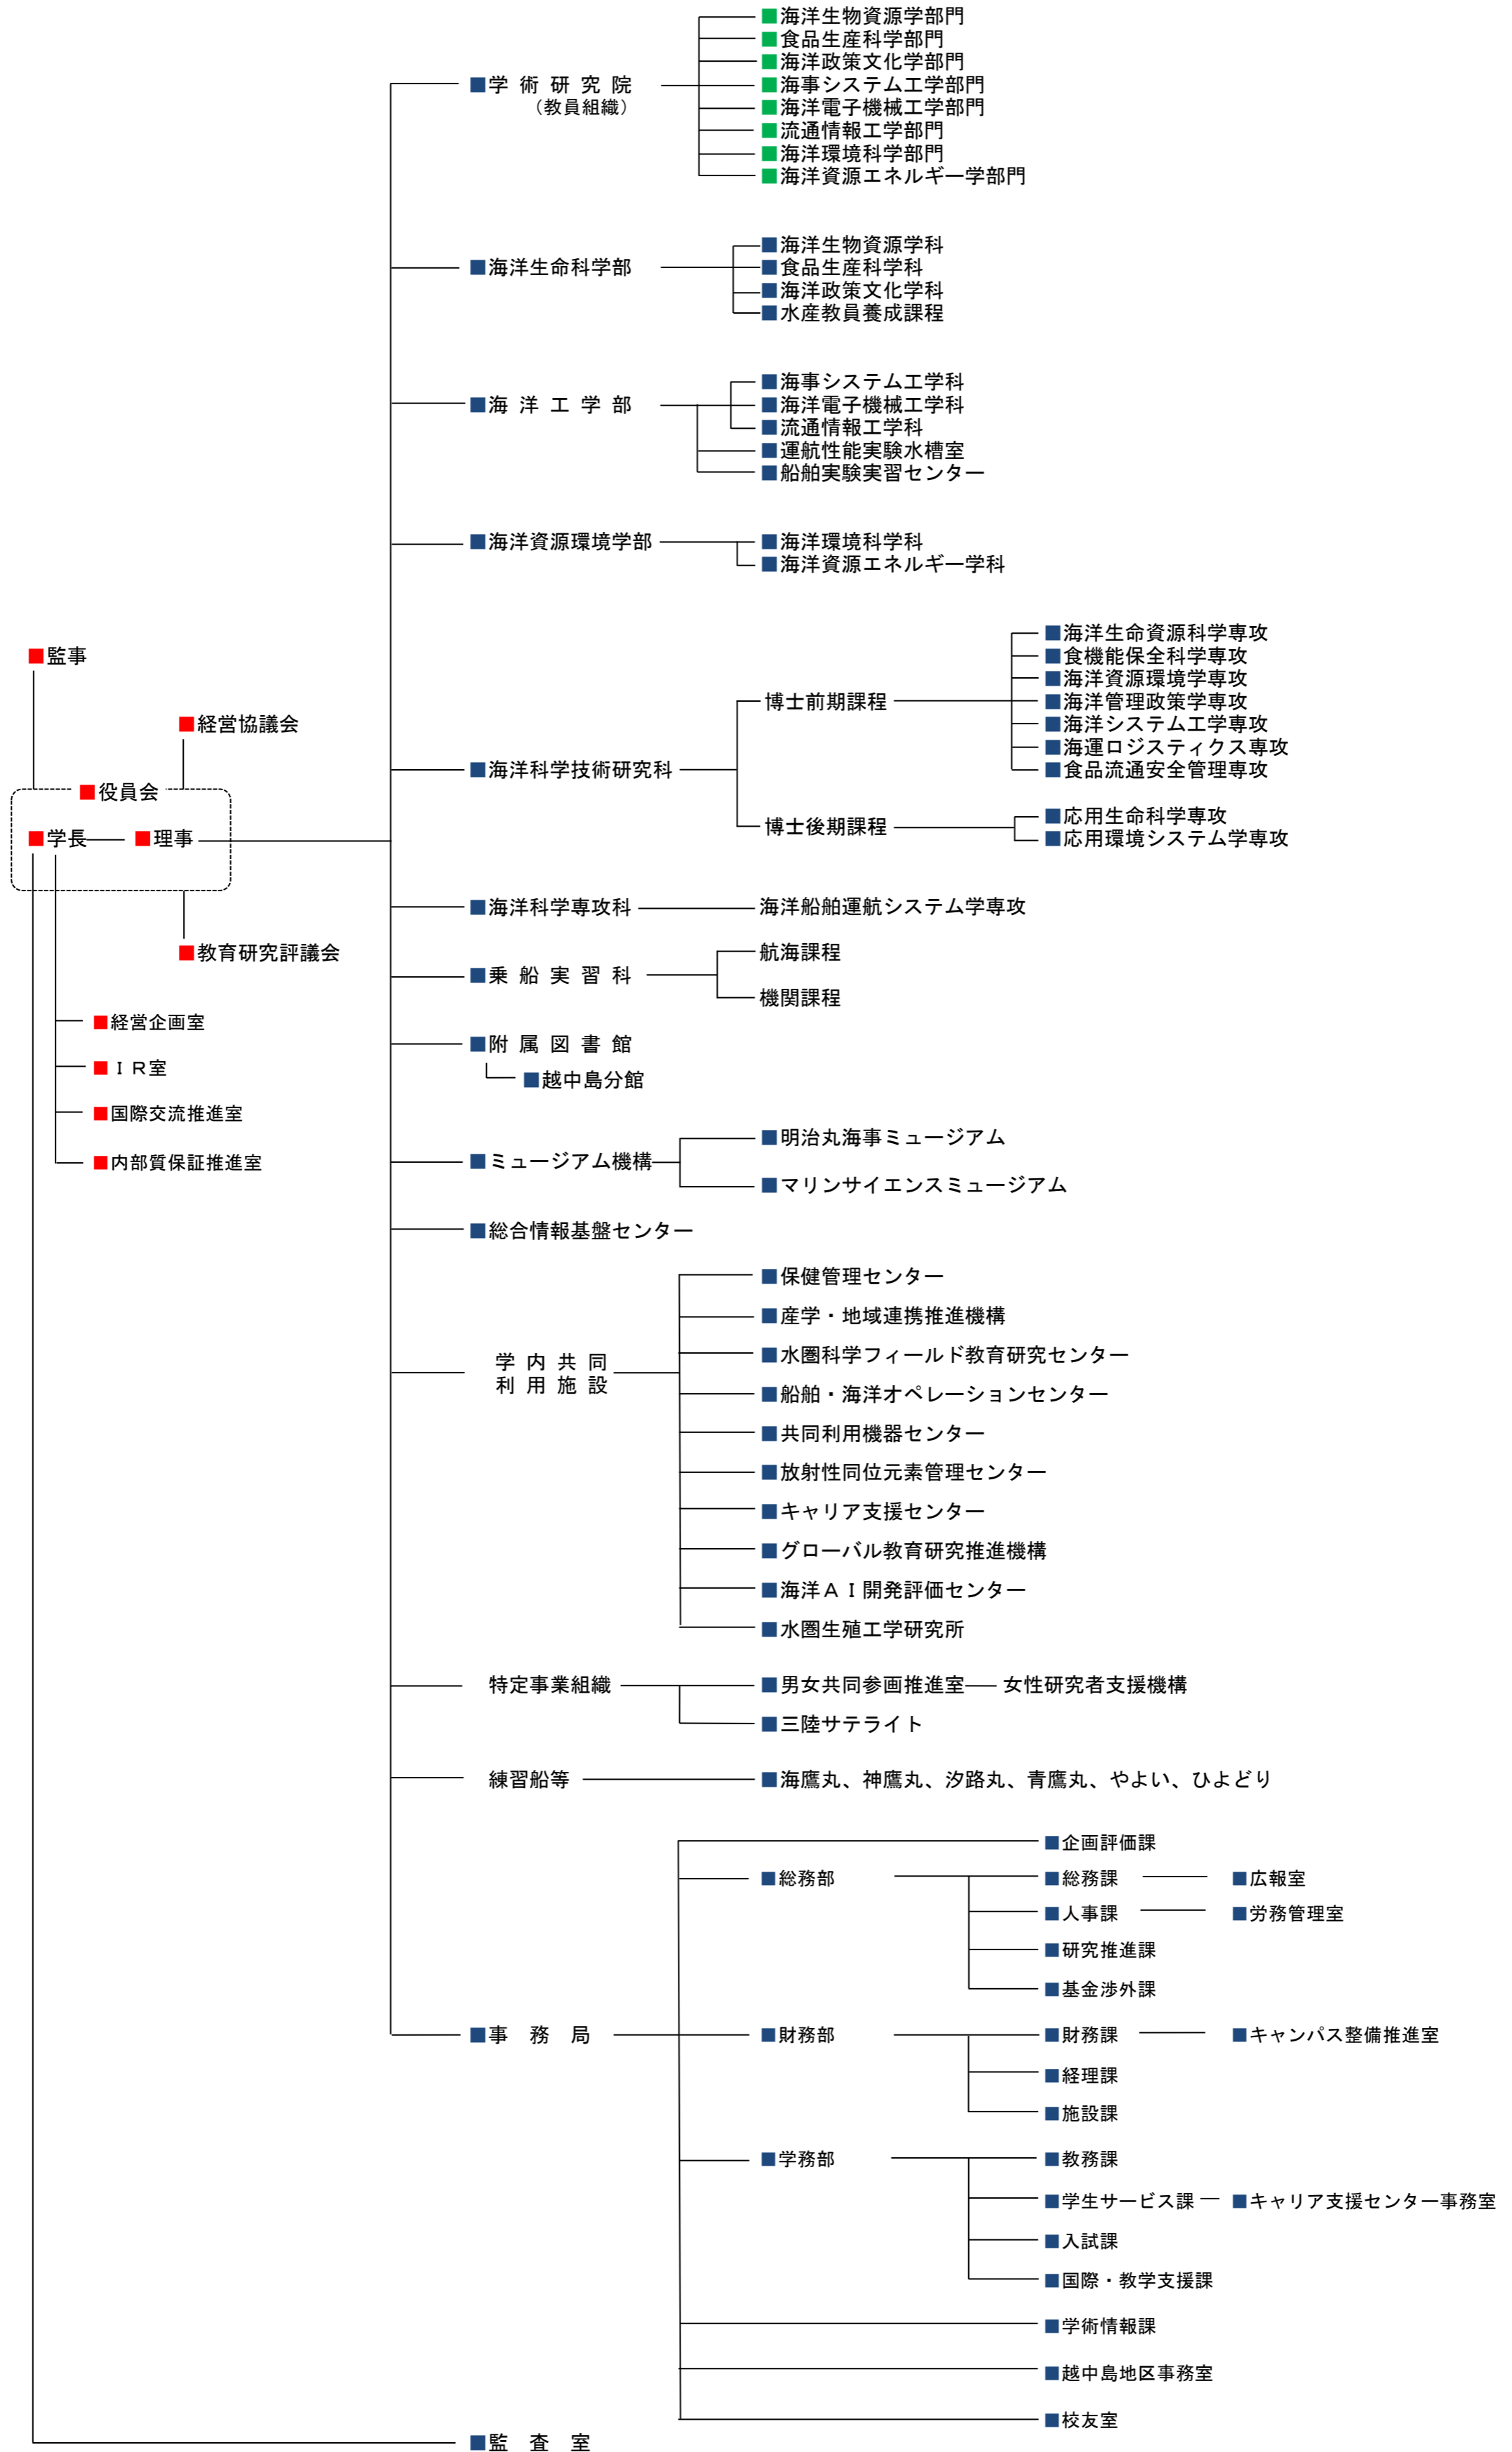 ■海洋生物資源学部門
■食品生産科学部門
■海洋政策文化学部門
■学術研究院
■海事システム工学部門
（教員組織）
■海洋電子機械工学部門
■流通情報工学部門
■海洋環境科学部門
■海洋資源エネルギー学部門
■海洋生物資源学科
■海洋生命科学部
■食品生産科学科
■海洋政策文化学科
■水産教員養成課程
■海事システム工学科
■海洋工学部
■海洋電子機械工学科
■流通情報工学科
■運航性能実験水槽室
■船舶実験実習センター
■海洋資源環境学部
■海洋環境科学科
■海洋資源エネルギー学科
■監事
■経営協議会
■役員会
■学長
■理事
■教育研究評議会
■経営企画室
■ＩＲ室
■国際交流推進室
■内部質保証推進室
■海洋科学技術研究科
博士前期課程
■海洋生命資源科学専攻
■食機能保全科学専攻
■海洋資源環境学専攻
■海洋管理政策学専攻
■海洋システム工学専攻
■海運ロジスティクス専攻
■食品流通安全管理専攻
博士後期課程
■応用生命科学専攻
■応用環境システム学専攻
■海洋科学専攻科
海洋船舶運航システム学専攻
■乗船実習科
航海課程
機関課程
■附属図書館
■越中島分館
■ミュージアム機構
■明治丸海事ミュージアム
■マリンサイエンスミュージアム
■総合情報基盤センター
学内共同
利用施設
■保健管理センター
■産学・地域連携推進機構
■水圏科学フィールド教育研究センター
■船舶・海洋オペレーションセンター
■共同利用機器センター
■放射性同位元素管理センター
■キャリア支援センター
■グローバル教育研究推進機構
■海洋ＡＩ開発評価センター
■水圏生殖工学研究所
特定事業組織
■男女共同参画推進室
女性研究者支援機構
■三陸サテライト
練習船等
■海鷹丸、神鷹丸、汐路丸、青鷹丸、やよい、ひよどり
■事務局
■企画評価課
■総務部
■総務課
■広報室
■人事課
■労務管理室
■研究推進課
■基金渉外課
■財務部
■財務課
■キャンパス整備推進室
■経理課
■施設課
■学務部
■教務課
■学生サービス課
■キャリア支援センター事務室
■入試課
■国際・教学支援課
■学術情報課
■越中島地区事務室
■校友室
■監査室